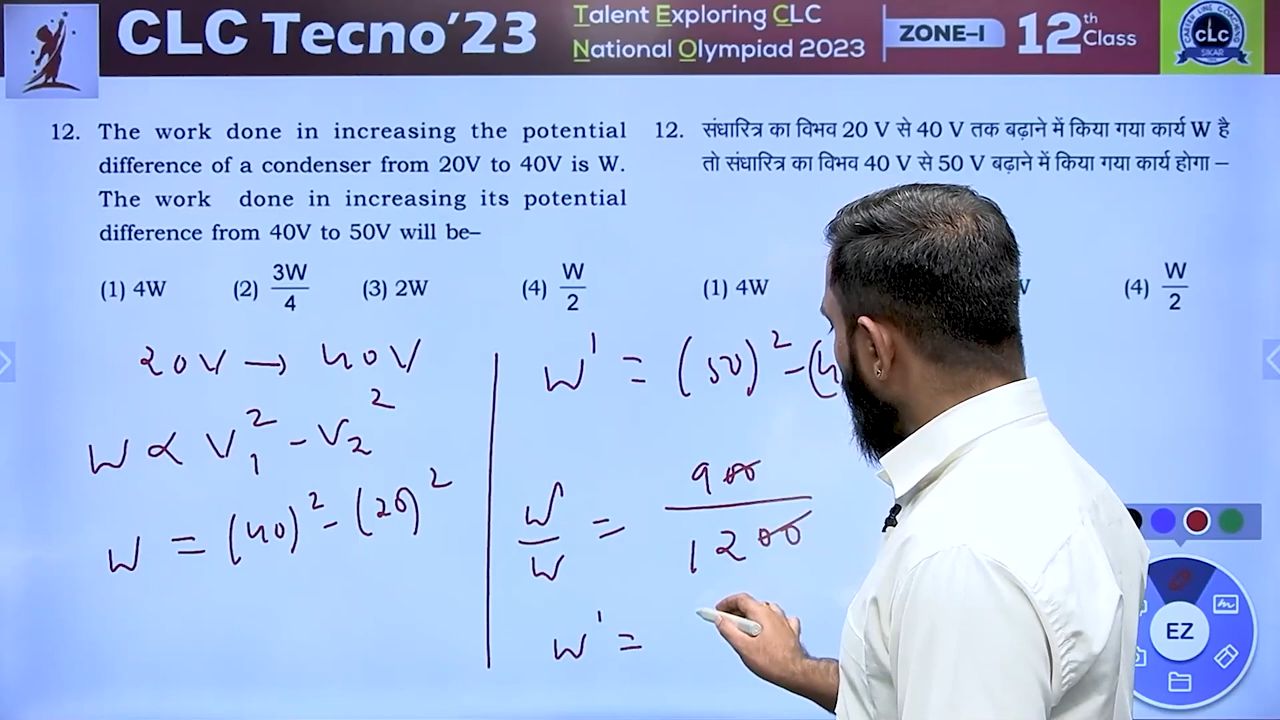 CLC Tecno'23
Talent Exploring CLC
National Olympiad 2023
ZONE-I
12th Class
CAREER LINE COACHING
CLC
SIKAR
12. The work done in increasing the potential
difference of a condenser from 20V to 40V is W.
The work done in increasing its potential
difference from 40V to 50V will be–
(1) 4W (2) 3W/4 (3) 2W (4) W/2
12. संधारित्र का विभव 20 V से 40 V तक बढ़ाने में किया गया कार्य W है
तो संधारित्र का विभव 40 V से 50 V बढ़ाने में किया गया कार्य होगा –
(1) 4W (4) W/2
20V → 40V
W ∝ V₁² - V₂²
W = (40)² - (20)²
W' = (50)² - (4
W/W = 900/1200
W' =
EZ